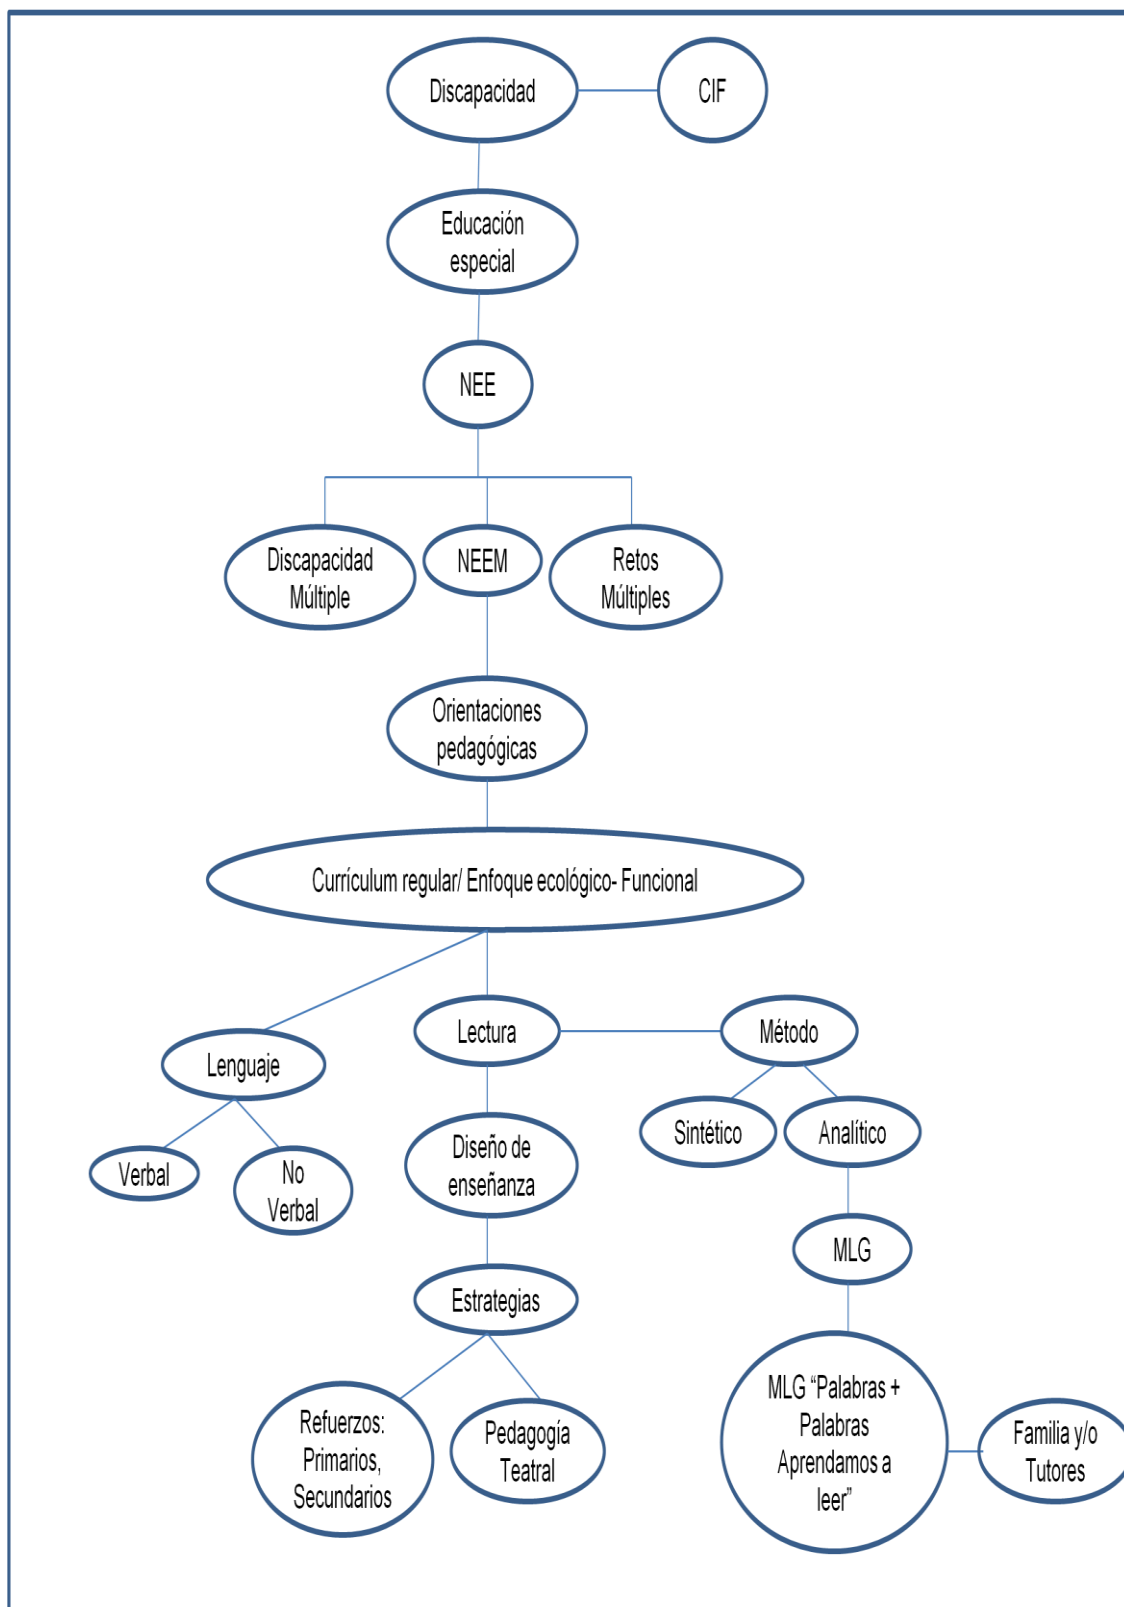 Discapacidad
CIF
Educación
especial
NEE
Discapacidad
Múltiple
NEEM
Retos
Múltiples
Orientaciones
pedagógicas
Currículum regular/ Enfoque ecológico- Funcional
Lenguaje
Lectura
Método
Verbal
No
Verbal
Diseño de
enseñanza
Sintético
Analítico
MLG
Estrategias
Refuerzos:
Primarios,
Secundarios
Pedagogía
Teatral
MLG “Palabras +
Palabras
Aprendamos a
leer”
Familia y/o
Tutores